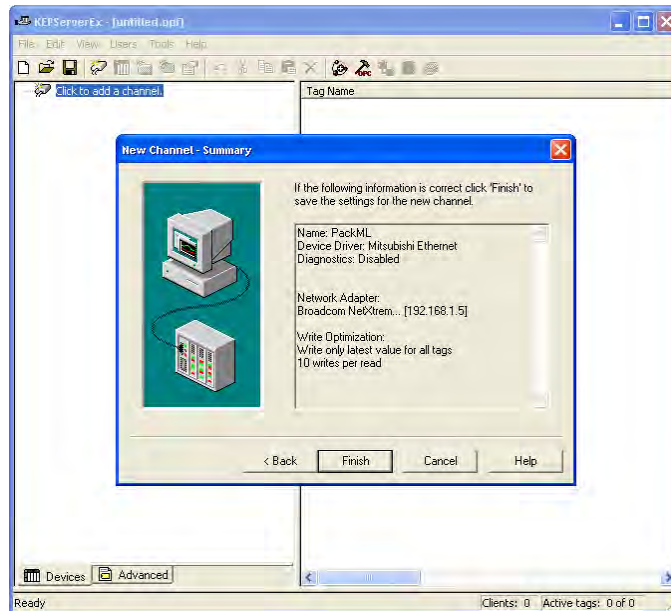 KEPServerEx - [untitled.opf]
File Edit View Users Tools Help
Click to add a channel.
Tag Name
New Channel - Summary
If the following information is correct click 'Finish' to
save the settings for the new channel.
Name: PackML
Device Driver: Mitsubishi Ethernet
Diagnostics: Disabled
Network Adapter:
Broadcom NetXtrem... [192.168.1.5]
Write Optimization:
Write only latest value for all tags
10 writes per read
< Back Finish Cancel Help
Devices Advanced
Ready Clients: 0 Active tags: 0 of 0